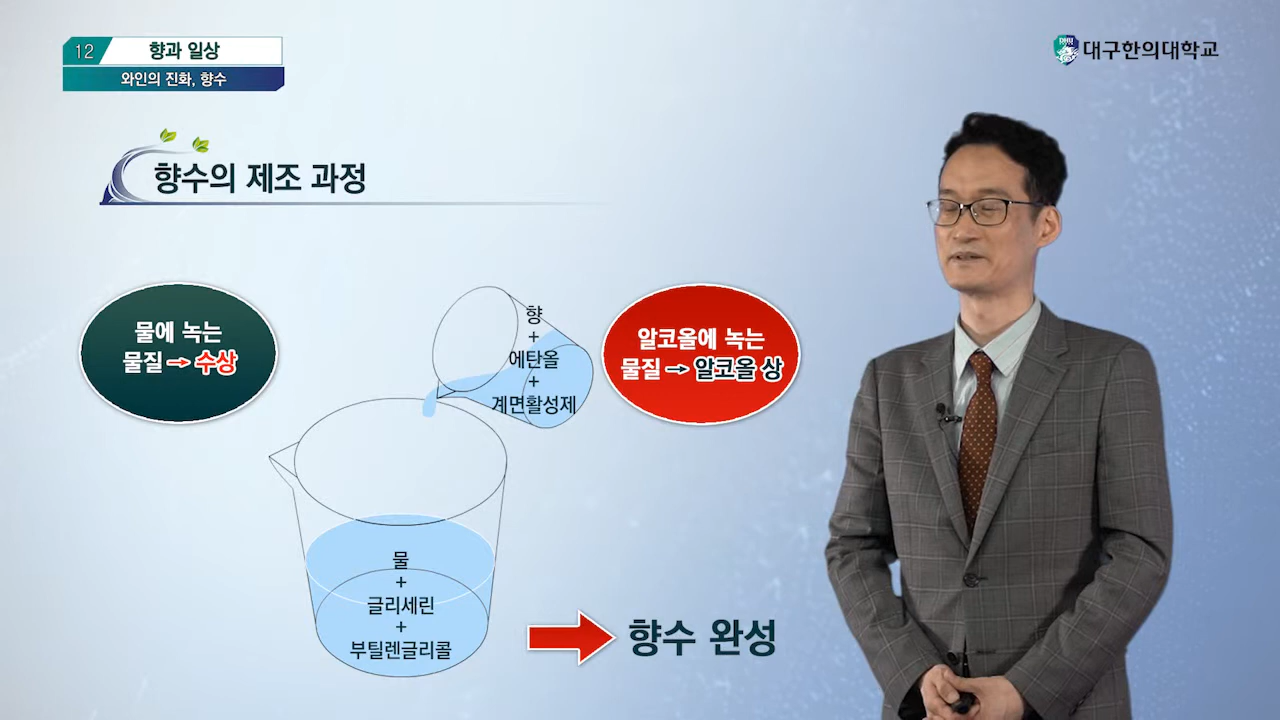 12
향과 일상
와인의 진화, 향수
대구한의대학교
향수의 제조 과정
물에 녹는
물질 → 수상
향
+
에탄올
+
계면활성제
알코올에 녹는
물질 → 알코올 상
물
+
글리세린
+
부틸렌글리콜
향수 완성